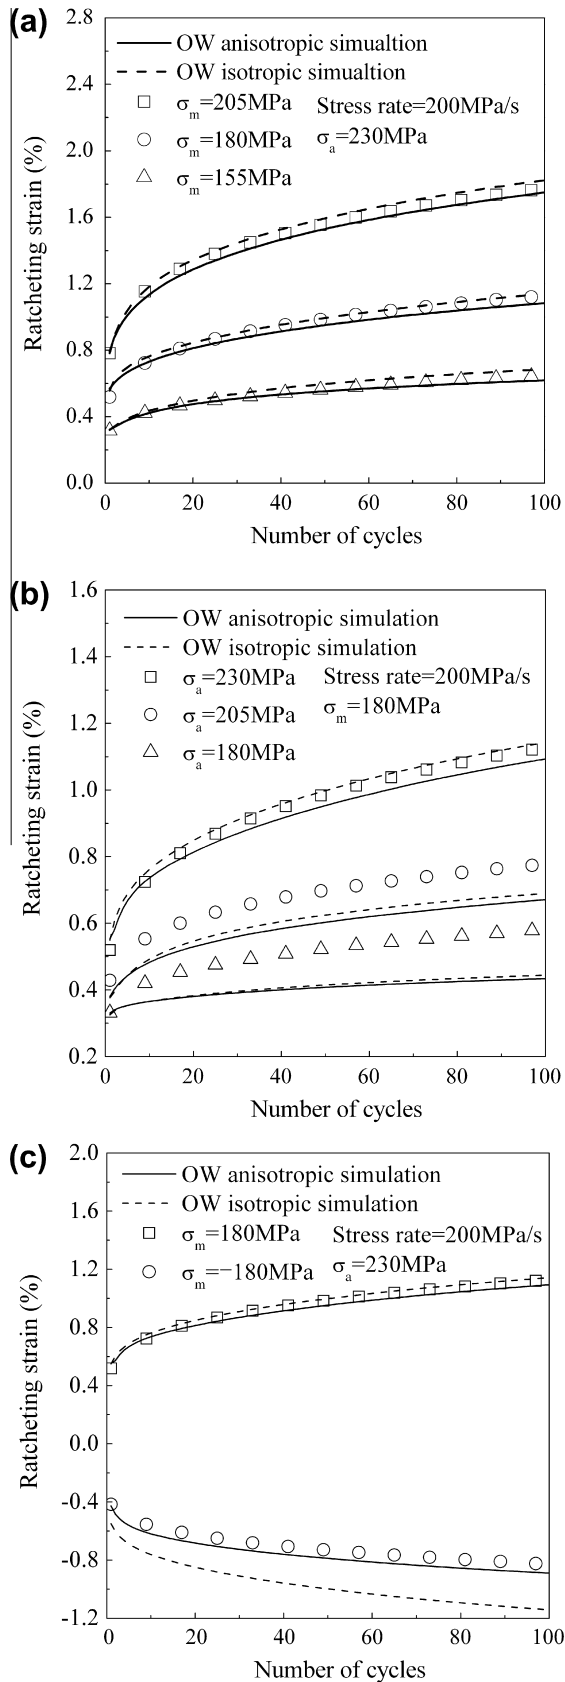 (a)
2.8
2.4
2.0
1.6
1.2
0.8
0.4
0.0
OW anisotropic simualtion
OW isotropic simualtion
σm=205MPa Stress rate=200MPa/s
σm=180MPa σa=230MPa
σm=155MPa
Ratcheting strain (%)
0 20 40 60 80 100
Number of cycles
(b)
1.6
1.4
1.2
1.0
0.8
0.6
0.4
0.2
OW anisotropic simulation
OW isotropic simulation
σa=230MPa Stress rate=200MPa/s
σa=205MPa σm=180MPa
σa=180MPa
Ratcheting strain (%)
0 20 40 60 80 100
Number of cycles
(c)
2.0
1.6
1.2
0.8
0.4
0.0
-0.4
-0.8
-1.2
OW anisotropic simulation
OW isotropic simulation
σm=180MPa Stress rate=200MPa/s
σm=−180MPa σa=230MPa
Ratcheting strain (%)
0 20 40 60 80 100
Number of cycles